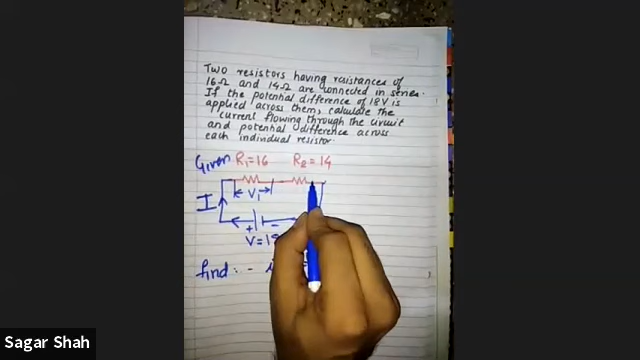 Two resistors having resistances of
16Ω and 14Ω are connected in series.
If the potential difference of 18V is
applied across them, calculate the
current flowing through the circuit
and potential difference across
each individual resistor
Given R₁=16 R₂=14
I V₁
+ -
V=18
find:-
Sagar Shah